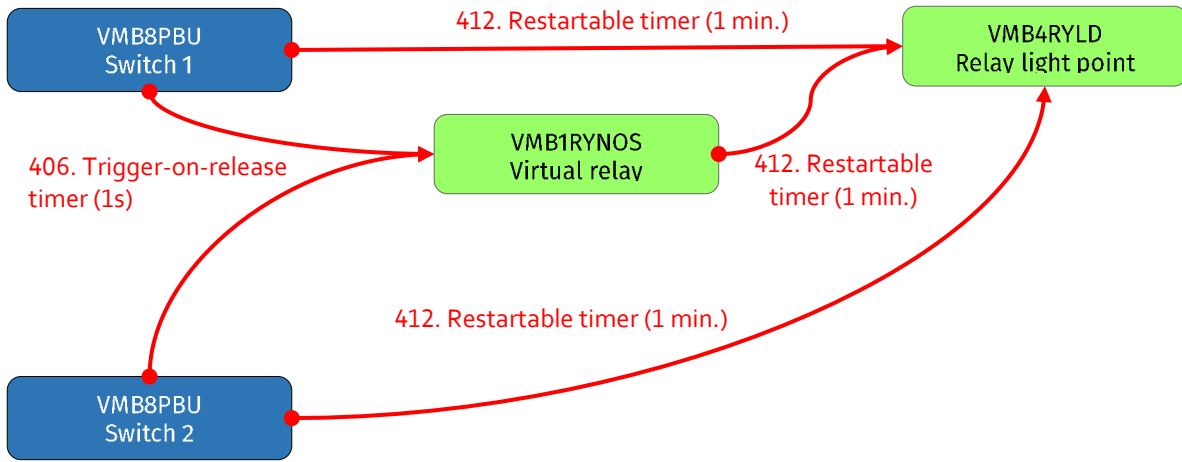 412. Restartable timer (1 min.)
VMB8PBU
Switch 1
VMB4RYLD
Relay light point
VMB1RYNOS
Virtual relay
406. Trigger-on-release
timer (1s)
412. Restartable
timer (1 min.)
412. Restartable timer (1 min.)
VMB8PBU
Switch 2